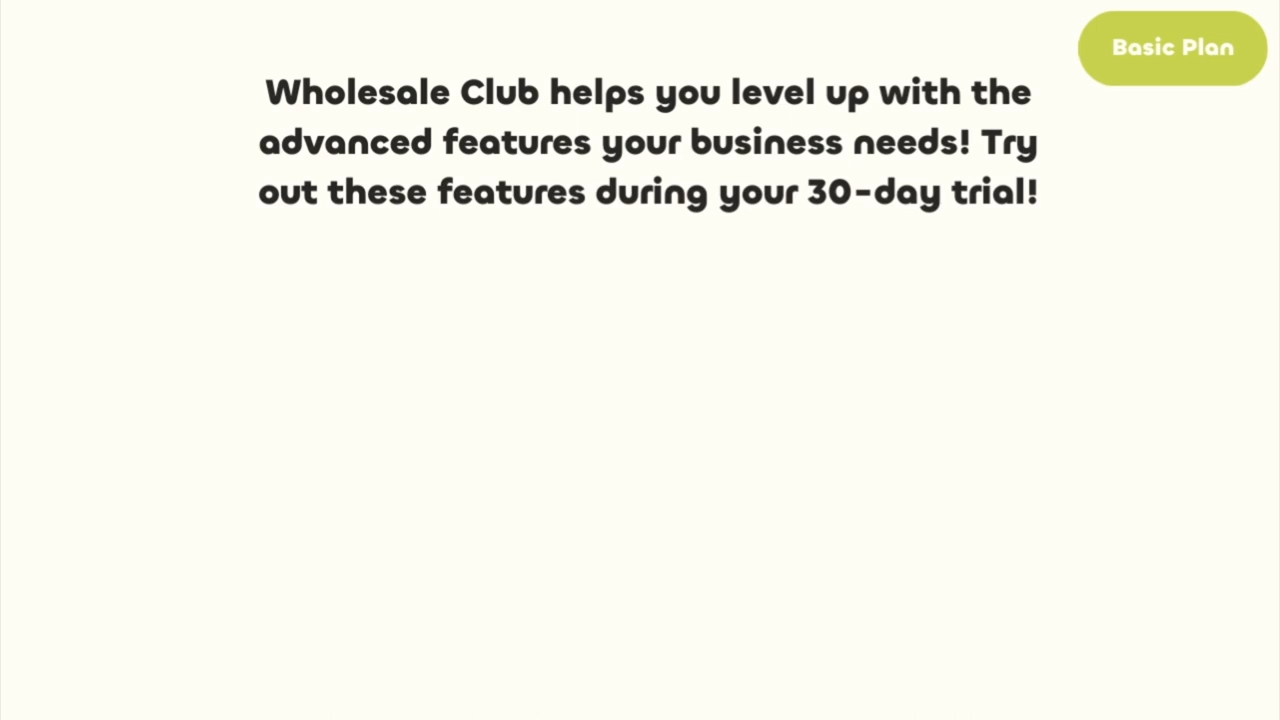 Basic Plan
Wholesale Club helps you level up with the
advanced features your business needs! Try
out these features during your 30-day trial!